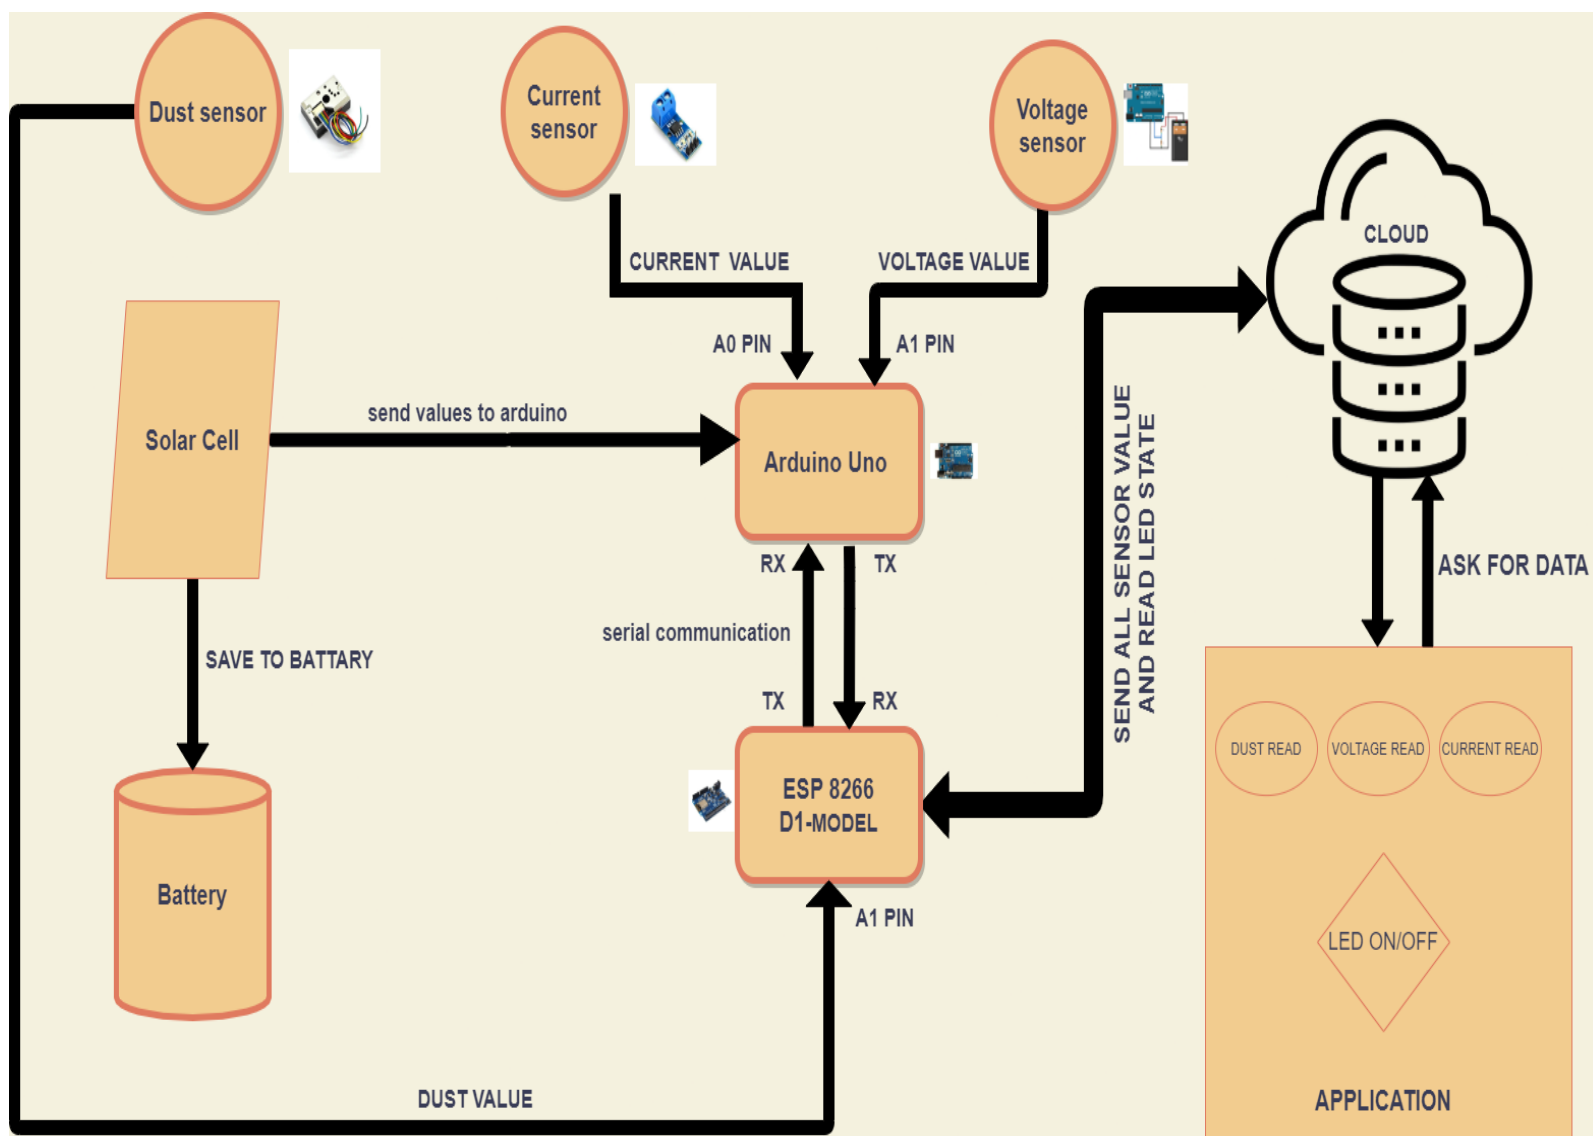 Dust sensor
Current
sensor
Voltage
sensor
CLOUD
CURRENT VALUE
VOLTAGE VALUE
A0 PIN
A1 PIN
send values to arduino
Solar Cell
Arduino Uno
SEND ALL SENSOR VALUE
AND READ LED STATE
RX
TX
ASK FOR DATA
serial communication
SAVE TO BATTARY
TX
RX
DUST READ
VOLTAGE READ
CURRENT READ
ESP 8266
D1-MODEL
Battery
A1 PIN
LED ON/OFF
DUST VALUE
APPLICATION